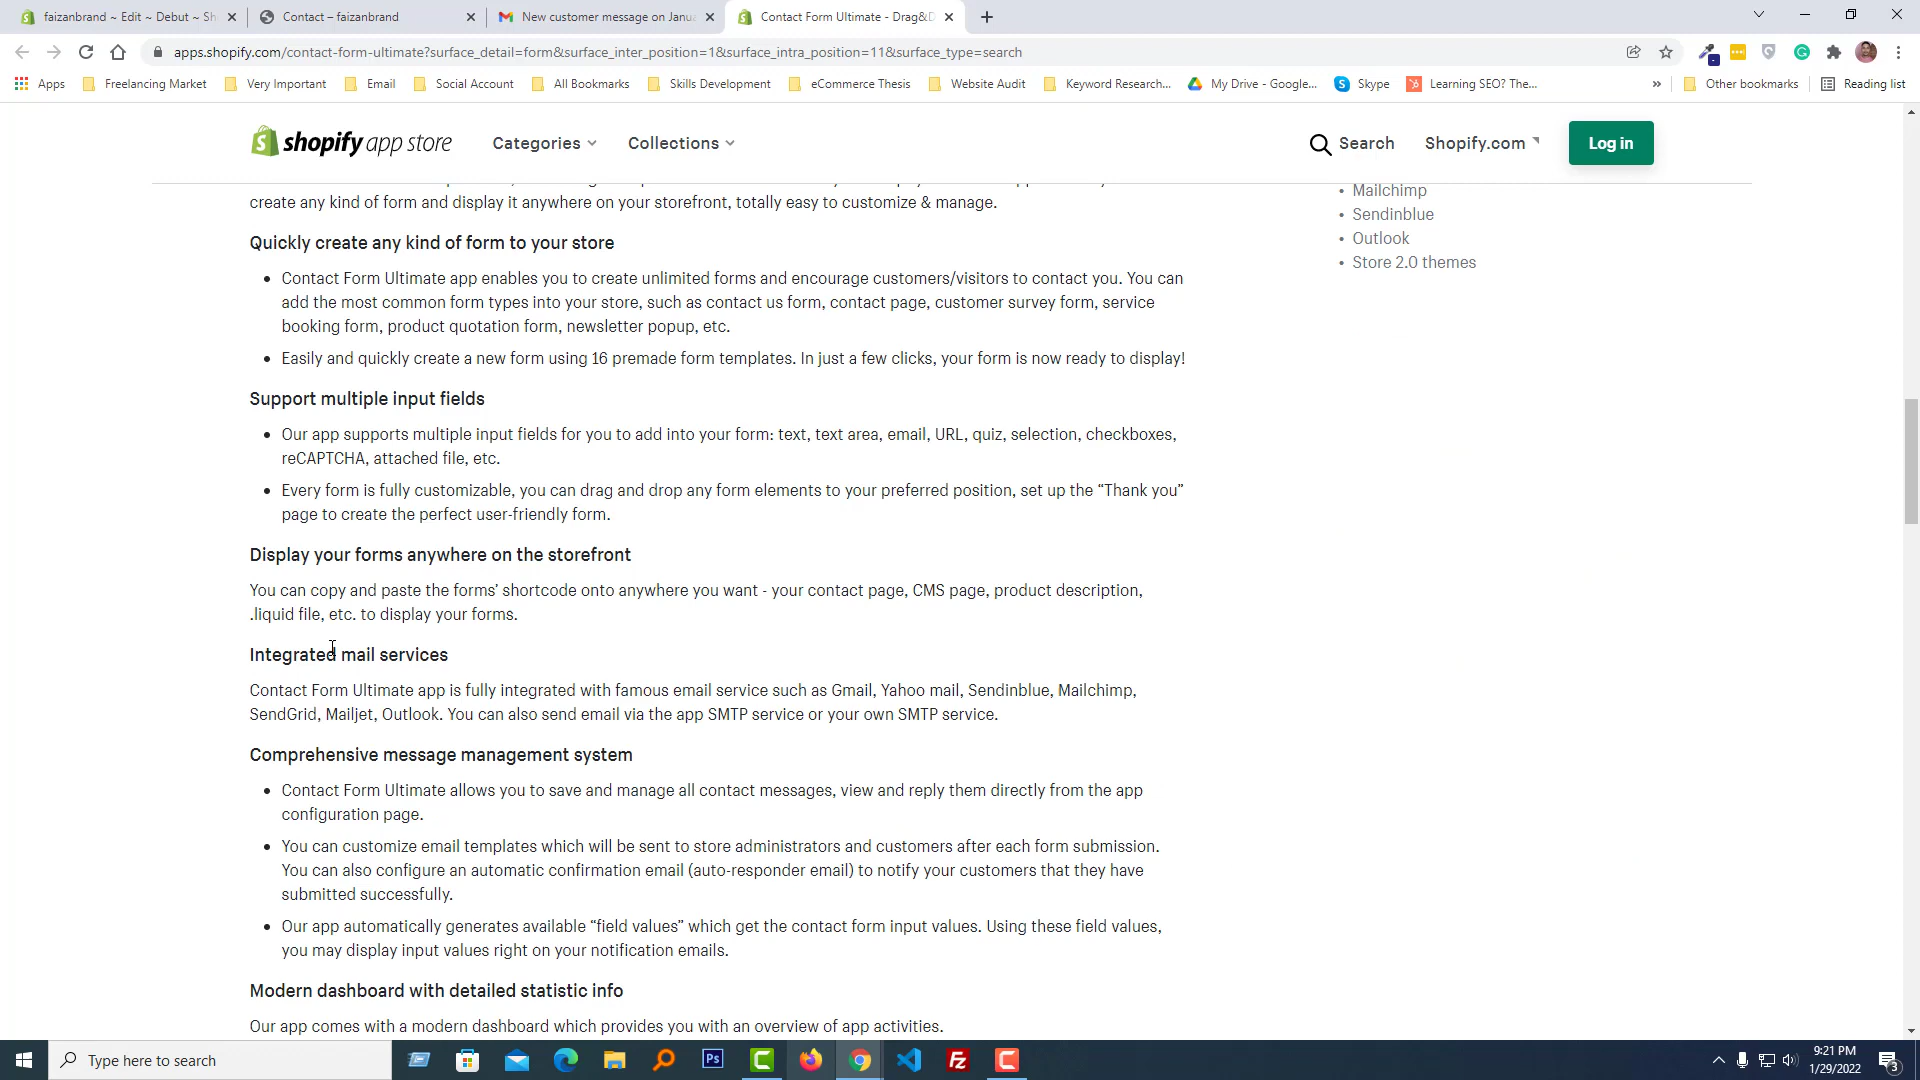 faizanbrand ~ Edit ~ Debut ~ Sh
Contact – faizanbrand
New customer message on Janua
Contact Form Ultimate - Drag&D
apps.shopify.com/contact-form-ultimate?surface_detail=form&surface_inter_position=1&surface_intra_position=11&surface_type=search
Apps
Freelancing Market
Very Important
Email
Social Account
All Bookmarks
Skills Development
eCommerce Thesis
Website Audit
Keyword Research...
My Drive - Google...
Skype
Learning SEO? The...
»
Other bookmarks
Reading list
shopify app store
Categories
Collections
Search
Shopify.com
Log in
create any kind of form and display it anywhere on your storefront, totally easy to customize & manage.
Quickly create any kind of form to your store
• Contact Form Ultimate app enables you to create unlimited forms and encourage customers/visitors to contact you. You can
add the most common form types into your store, such as contact us form, contact page, customer survey form, service
booking form, product quotation form, newsletter popup, etc.
• Easily and quickly create a new form using 16 premade form templates. In just a few clicks, your form is now ready to display!
Support multiple input fields
• Our app supports multiple input fields for you to add into your form: text, text area, email, URL, quiz, selection, checkboxes,
reCAPTCHA, attached file, etc.
• Every form is fully customizable, you can drag and drop any form elements to your preferred position, set up the “Thank you”
page to create the perfect user-friendly form.
Display your forms anywhere on the storefront
You can copy and paste the forms' shortcode onto anywhere you want - your contact page, CMS page, product description,
.liquid file, etc. to display your forms.
Integrated mail services
Contact Form Ultimate app is fully integrated with famous email service such as Gmail, Yahoo mail, Sendinblue, Mailchimp,
SendGrid, Mailjet, Outlook. You can also send email via the app SMTP service or your own SMTP service.
Comprehensive message management system
• Contact Form Ultimate allows you to save and manage all contact messages, view and reply them directly from the app
configuration page.
• You can customize email templates which will be sent to store administrators and customers after each form submission.
You can also configure an automatic confirmation email (auto-responder email) to notify your customers that they have
submitted successfully.
• Our app automatically generates available “field values” which get the contact form input values. Using these field values,
you may display input values right on your notification emails.
Modern dashboard with detailed statistic info
Our app comes with a modern dashboard which provides you with an overview of app activities.
• Mailchimp
• Sendinblue
• Outlook
• Store 2.0 themes
Type here to search
Ps
9:21 PM
1/29/2022
3